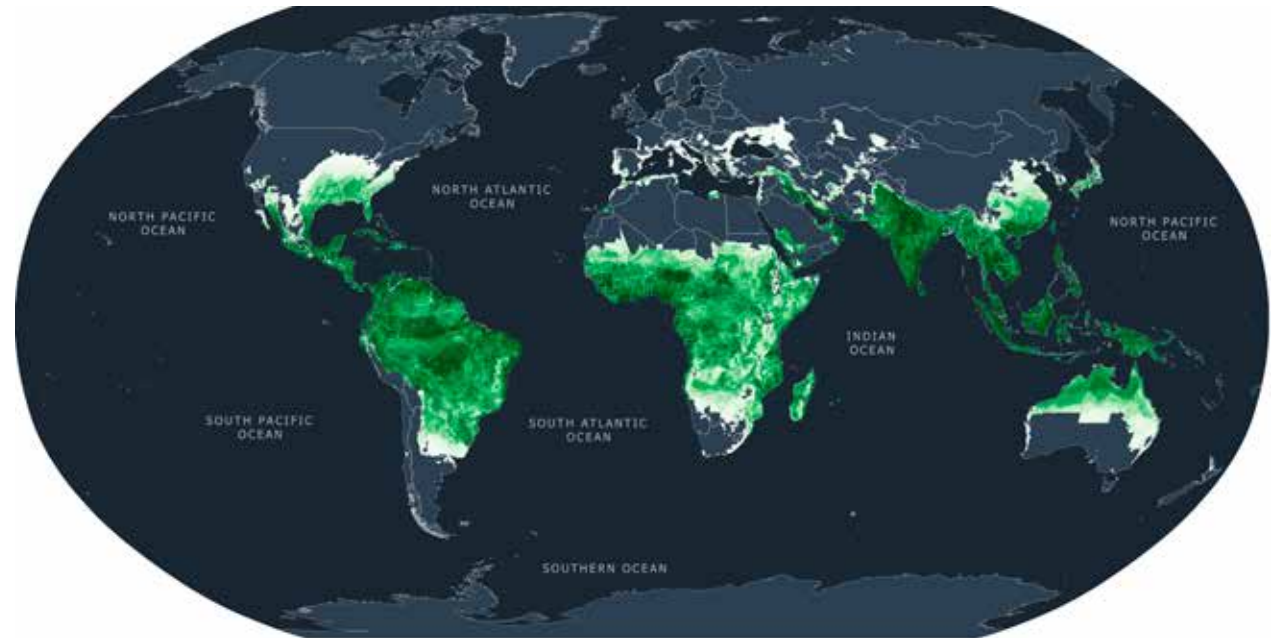 NORTH ATLANTIC
OCEAN
NORTH PACIFIC
OCEAN
NORTH PACIFIC
OCEAN
INDIAN
OCEAN
SOUTH PACIFIC
OCEAN
SOUTH ATLANTIC
OCEAN
SOUTHERN OCEAN